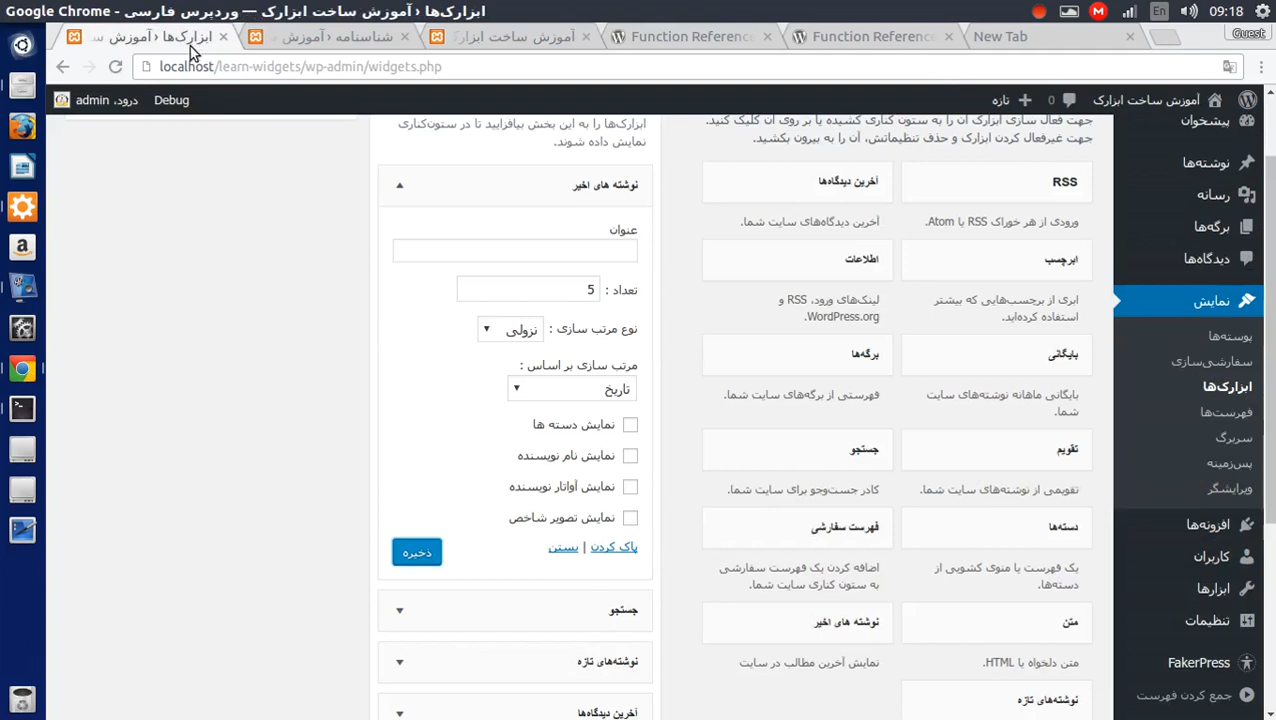 ابزارک‌ها ‹ آموزش ساخت ابزارک — وردپرس فارسی - Google Chrome
En
09:18
ابزارک‌ها ‹ آموزش س
شناسنامه ‹ آموزش س
آموزش ساخت ابزارک
Function Reference
Function Reference
New Tab
Guest
localhost/learn-widgets/wp-admin/widgets.php
آموزش ساخت ابزارک
0
تازه
Debug
درود، admin
پیشخوان
نوشته‌ها
رسانه
برگه‌ها
دیدگاه‌ها
نمایش
پوسته‌ها
سفارشی‌سازی
ابزارک‌ها
فهرست‌ها
سربرگ
پس‌زمینه
ویرایشگر
افزونه‌ها
کاربران
ابزارها
تنظیمات
FakerPress
جمع کردن فهرست
جهت فعال سازی ابزارک آن را به ستون کناری کشیده یا بر روی آن کلیک کنید.
جهت غیرفعال کردن ابزارک و حذف تنظیماتش، آن را به بیرون بکشید.
RSS
آخرین دیدگاه‌ها
ورودی از هر خوراک RSS یا Atom.
آخرین دیدگاه‌های سایت شما.
ابرچسب
اطلاعات
ابری از برچسب‌هایی که بیشتر
استفاده کرده‌اید.
لینک‌های ورود، RSS و
WordPress.org.
بایگانی
برگه‌ها
بایگانی ماهانه نوشته‌های سایت
شما.
فهرستی از برگه‌های سایت شما.
تقویم
جستجو
تقویمی از نوشته‌های سایت شما.
کادر جست‌وجو برای سایت شما.
دسته‌ها
فهرست سفارشی
یک فهرست یا منوی کشویی از
دسته‌ها.
اضافه کردن یک فهرست سفارشی
به ستون کناری سایت شما.
متن
نوشته های اخیر
متن دلخواه یا HTML.
نمایش آخرین مطالب در سایت
نوشته‌های تازه
ابزارک‌ها را به این بخش بیافزایید تا در ستون‌کناری
نمایش داده شوند.
نوشته های اخیر
عنوان
تعداد : 5
نوع مرتب سازی : نزولی
مرتب سازی بر اساس :
تاریخ
نمایش دسته ها
نمایش نام نویسنده
نمایش آواتار نویسنده
نمایش تصویر شاخص
پاک کردن | بستن
ذخیره
جستجو
نوشته‌های تازه
آخرین دیدگاه‌ها